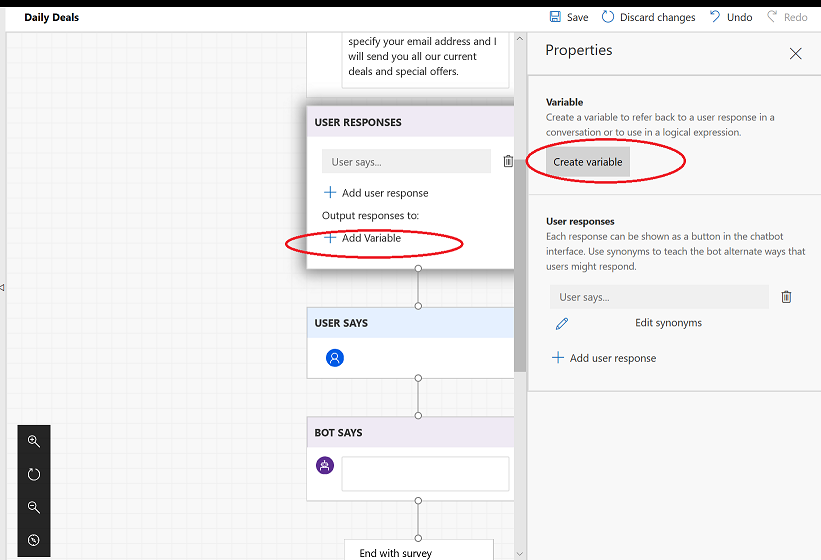 Daily Deals
Save
Discard changes
Undo
Redo
specify your email address and I
will send you all our current
deals and special offers.
USER RESPONSES
User says...
Add user response
Output responses to:
Add Variable
USER SAYS
BOT SAYS
End with survey
Properties
Variable
Create a variable to refer back to a user response in a
conversation or to use in a logical expression.
Create variable
User responses
Each response can be shown as a button in the chatbot
interface. Use synonyms to teach the bot alternate ways that
users might respond.
User says...
Edit synonyms
Add user response